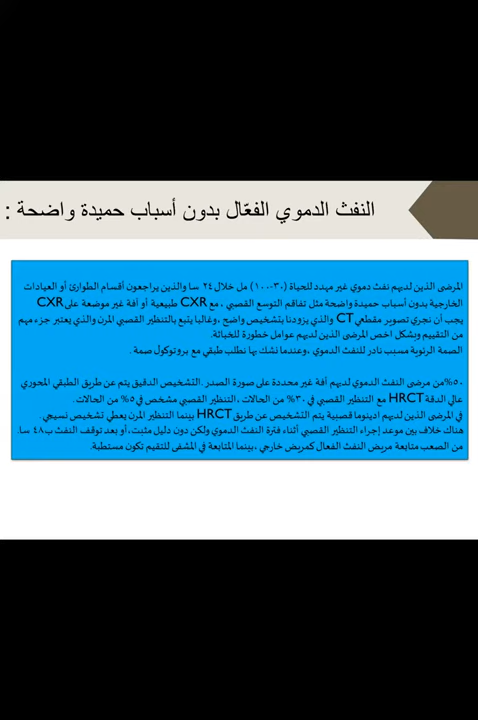 النفث الدموي الفعّال بدون أسباب حميدة واضحة :
المرضى الذين لديهم نفث دموي غير مهدد للحياة (٣٠-١٠٠) مل خلال ٢٤ سا والذين يراجعون أقسام الطوارئ أو العيادات
الخارجية بدون أسباب حميدة واضحة مثل تفاقم التوسع القصبي ، مع CXR طبيعية أو آفة غير موضعة على CXR
يجب أن نجري تصوير مقطعي CT والذي يزودنا بتشخيص واضح ،وغالبا يتبع بالتنظير القصبي المرن والذي يعتبر جزء مهم
من التقييم وبشكل اخص المرضى الذين لديهم عوامل خطورة للخباثة.
الصمة الرئوية مسبب نادر للنفث الدموي ،وعندما نشك بها نطلب طبقي مع بروتوكول صمة .
٥٠%من مرضى النفث الدموي لديهم آفة غير محددة على صورة الصدر .التشخيص الدقيق يتم عن طريق الطبقي المحوري
عالي الدقة HRCT مع التنظير القصبي في ٣٠% من الحالات ،التنظير القصبي مشخص في ٥% من الحالات.
في المرضى الذين لديهم ادينوما قصبية يتم التشخيص عن طريق HRCT بينما التنظير المرن يعطي تشخيص نسيجي
هناك خلاف بين موعد إجراء التنظير القصبي أثناء فترة النفث الدموي ولكن دون دليل مثبت ،أو بعد توقف النفث ب٤٨ سا.
من الصعب متابعة مريض النفث الفعال كمريض خارجي ،بينما المتابعة في المشفى للتقيم تكون مستطبة.